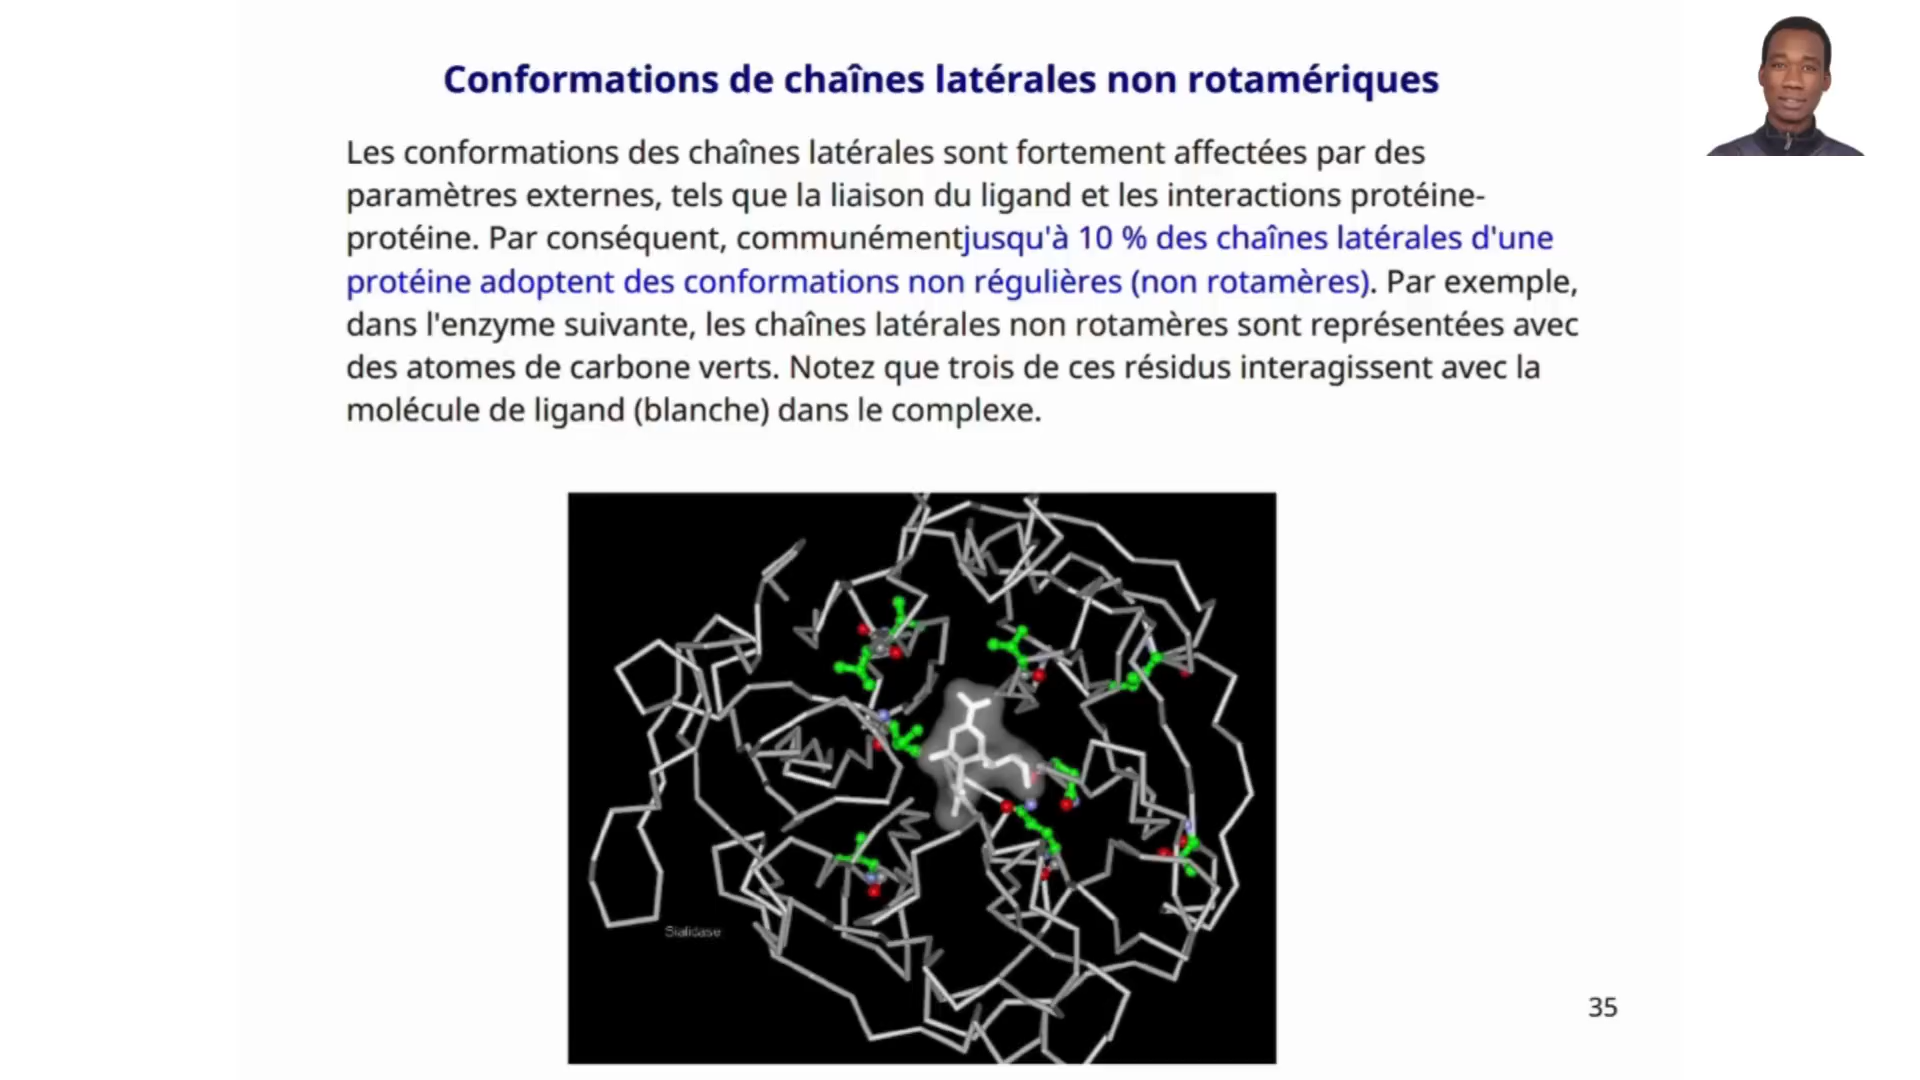 Conformations de chaînes latérales non rotamériques
Les conformations des chaînes latérales sont fortement affectées par des
paramètres externes, tels que la liaison du ligand et les interactions protéine-
protéine. Par conséquent, communémentjusqu'à 10 % des chaînes latérales d'une
protéine adoptent des conformations non régulières (non rotamères). Par exemple,
dans l'enzyme suivante, les chaînes latérales non rotamères sont représentées avec
des atomes de carbone verts. Notez que trois de ces résidus interagissent avec la
molécule de ligand (blanche) dans le complexe.
Sialidase
35